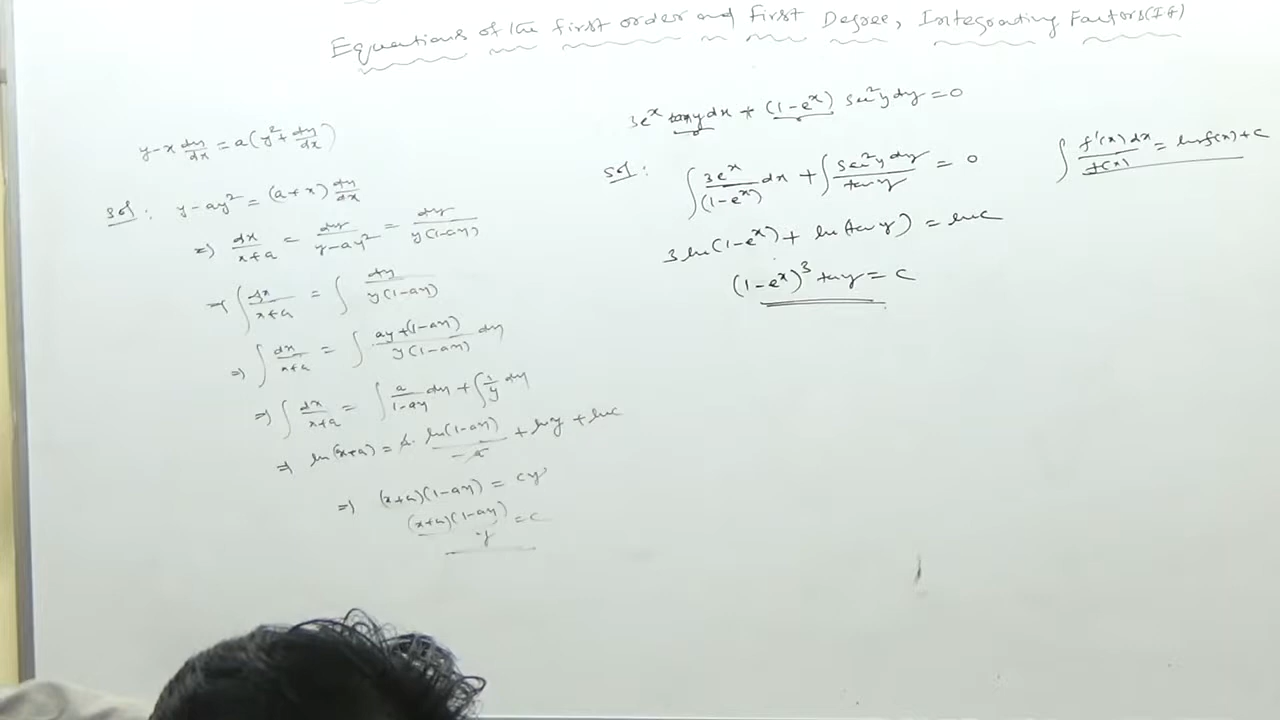 Equations of the first order and First Degree, Integrating Factors (IF)
y - x dy/dx = a(y² + dy/dx)
Sol: y - ay² = (a + x) dy/dx
⇒) dx/(x+a) = dy/(y - ay²) = dy/(y(1-ay))
⇒ ∫ dx/(x+a) = ∫ dy/(y(1-ay))
⇒) ∫ dx/(x+a) = ∫ (ay + (1-ay))/(y(1-ay)) dy
⇒) ∫ dx/(x+a) = ∫ a/(1-ay) dy + ∫ 1/y dy
⇒ ln(x+a) = a· ln(1-ay)/(-a) + ln y + ln c
⇒) (x+a)(1-ay) = cy
(x+a)(1-ay)/y = c
3e^x tan y dx + (1-e^x) sec² y dy = 0
Sol: ∫ 3e^x/(1-e^x) dx + ∫ sec² y dy/tan y = 0
3 ln(1-e^x) + ln(tan y) = ln c
(1-e^x)³ tan y = c
∫ f'(x) dx/f(x) = ln f(x) + c